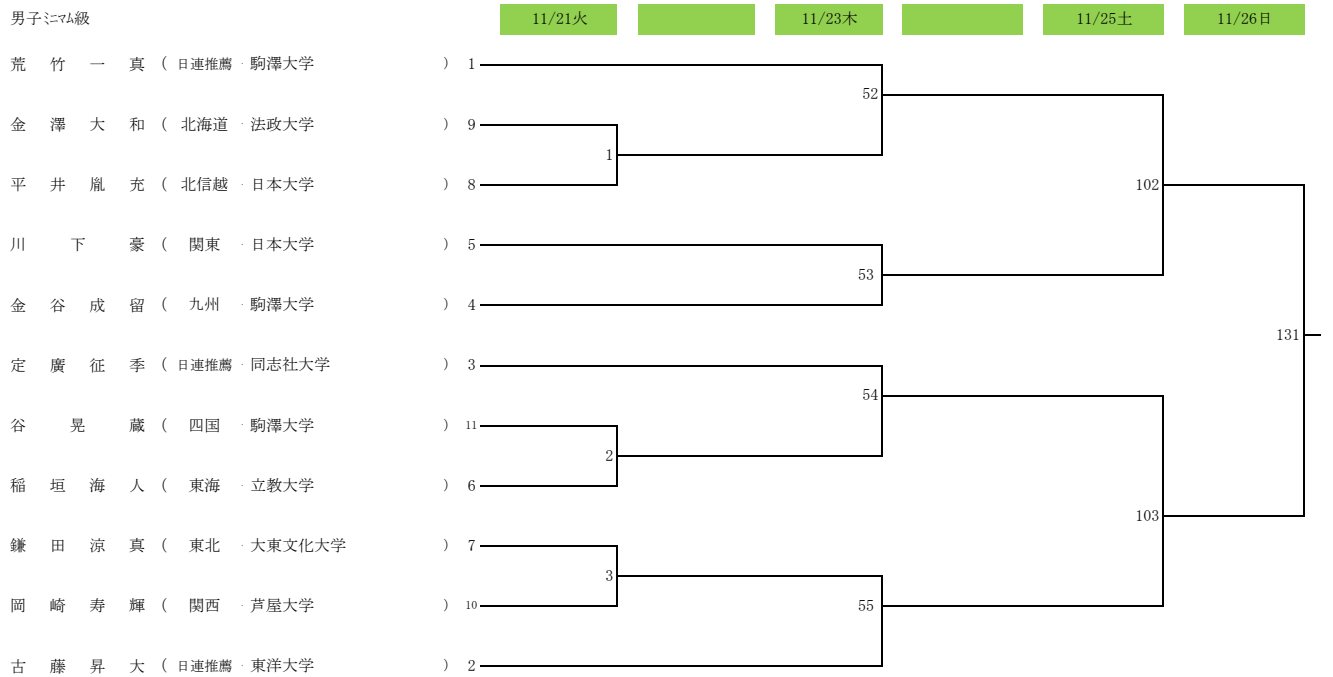 男子ミニマム級 11/21火 11/23木 11/25土 11/26日
荒竹一真 ( 日連推薦 · 駒澤大学 ) 1
52
金澤大和 ( 北海道 · 法政大学 ) 9
1
平井胤充 ( 北信越 · 日本大学 ) 8
102
川下豪 ( 関東 · 日本大学 ) 5
53
金谷成留 ( 九州 · 駒澤大学 ) 4
131
定廣征季 ( 日連推薦 · 同志社大学 ) 3
54
谷晃蔵 ( 四国 · 駒澤大学 ) 11
2
稲垣海人 ( 東海 · 立教大学 ) 6
103
鎌田涼真 ( 東北 · 大東文化大学 ) 7
3
岡崎寿輝 ( 関西 · 芦屋大学 ) 10
55
古藤昇大 ( 日連推薦 · 東洋大学 ) 2